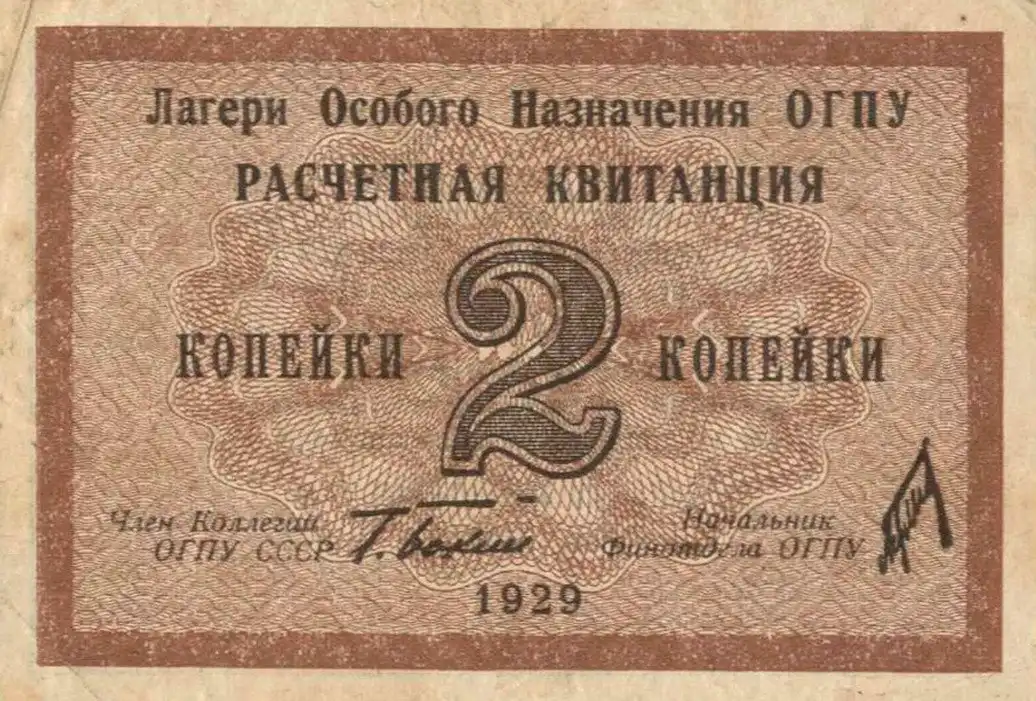 Лагери Особого Назначения ОГПУ
РАСЧЕТНАЯ КВИТАНЦИЯ
КОПЕЙКИ 2 КОПЕЙКИ
Член Коллегии
ОГПУ СССР Г. Бокий
Начальник
Финотдела ОГПУ
1929